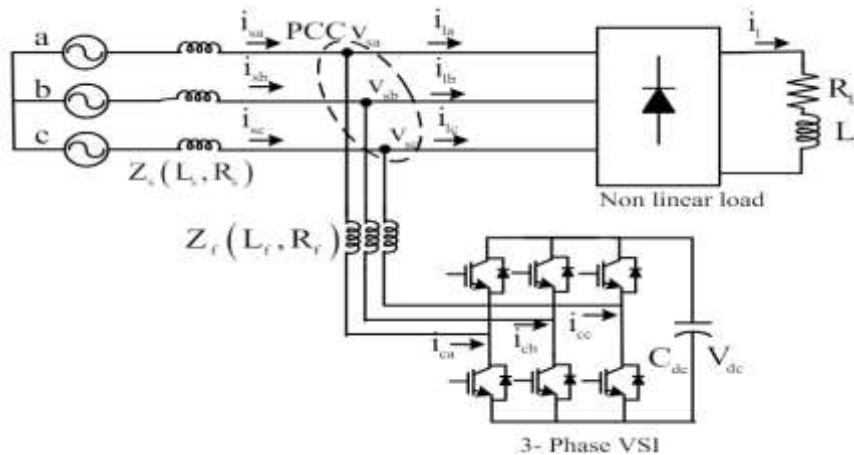 a
b
c
i_sa
i_sb
i_sc
PCC v_sa
v_sb
i_la
i_lb
i_lc
i_l
R_l
L
Z_s (L_s, R_s)
Non linear load
Z_f (L_f, R_f)
i_ca
i_cb
i_cc
C_dc
V_dc
3- Phase VSI